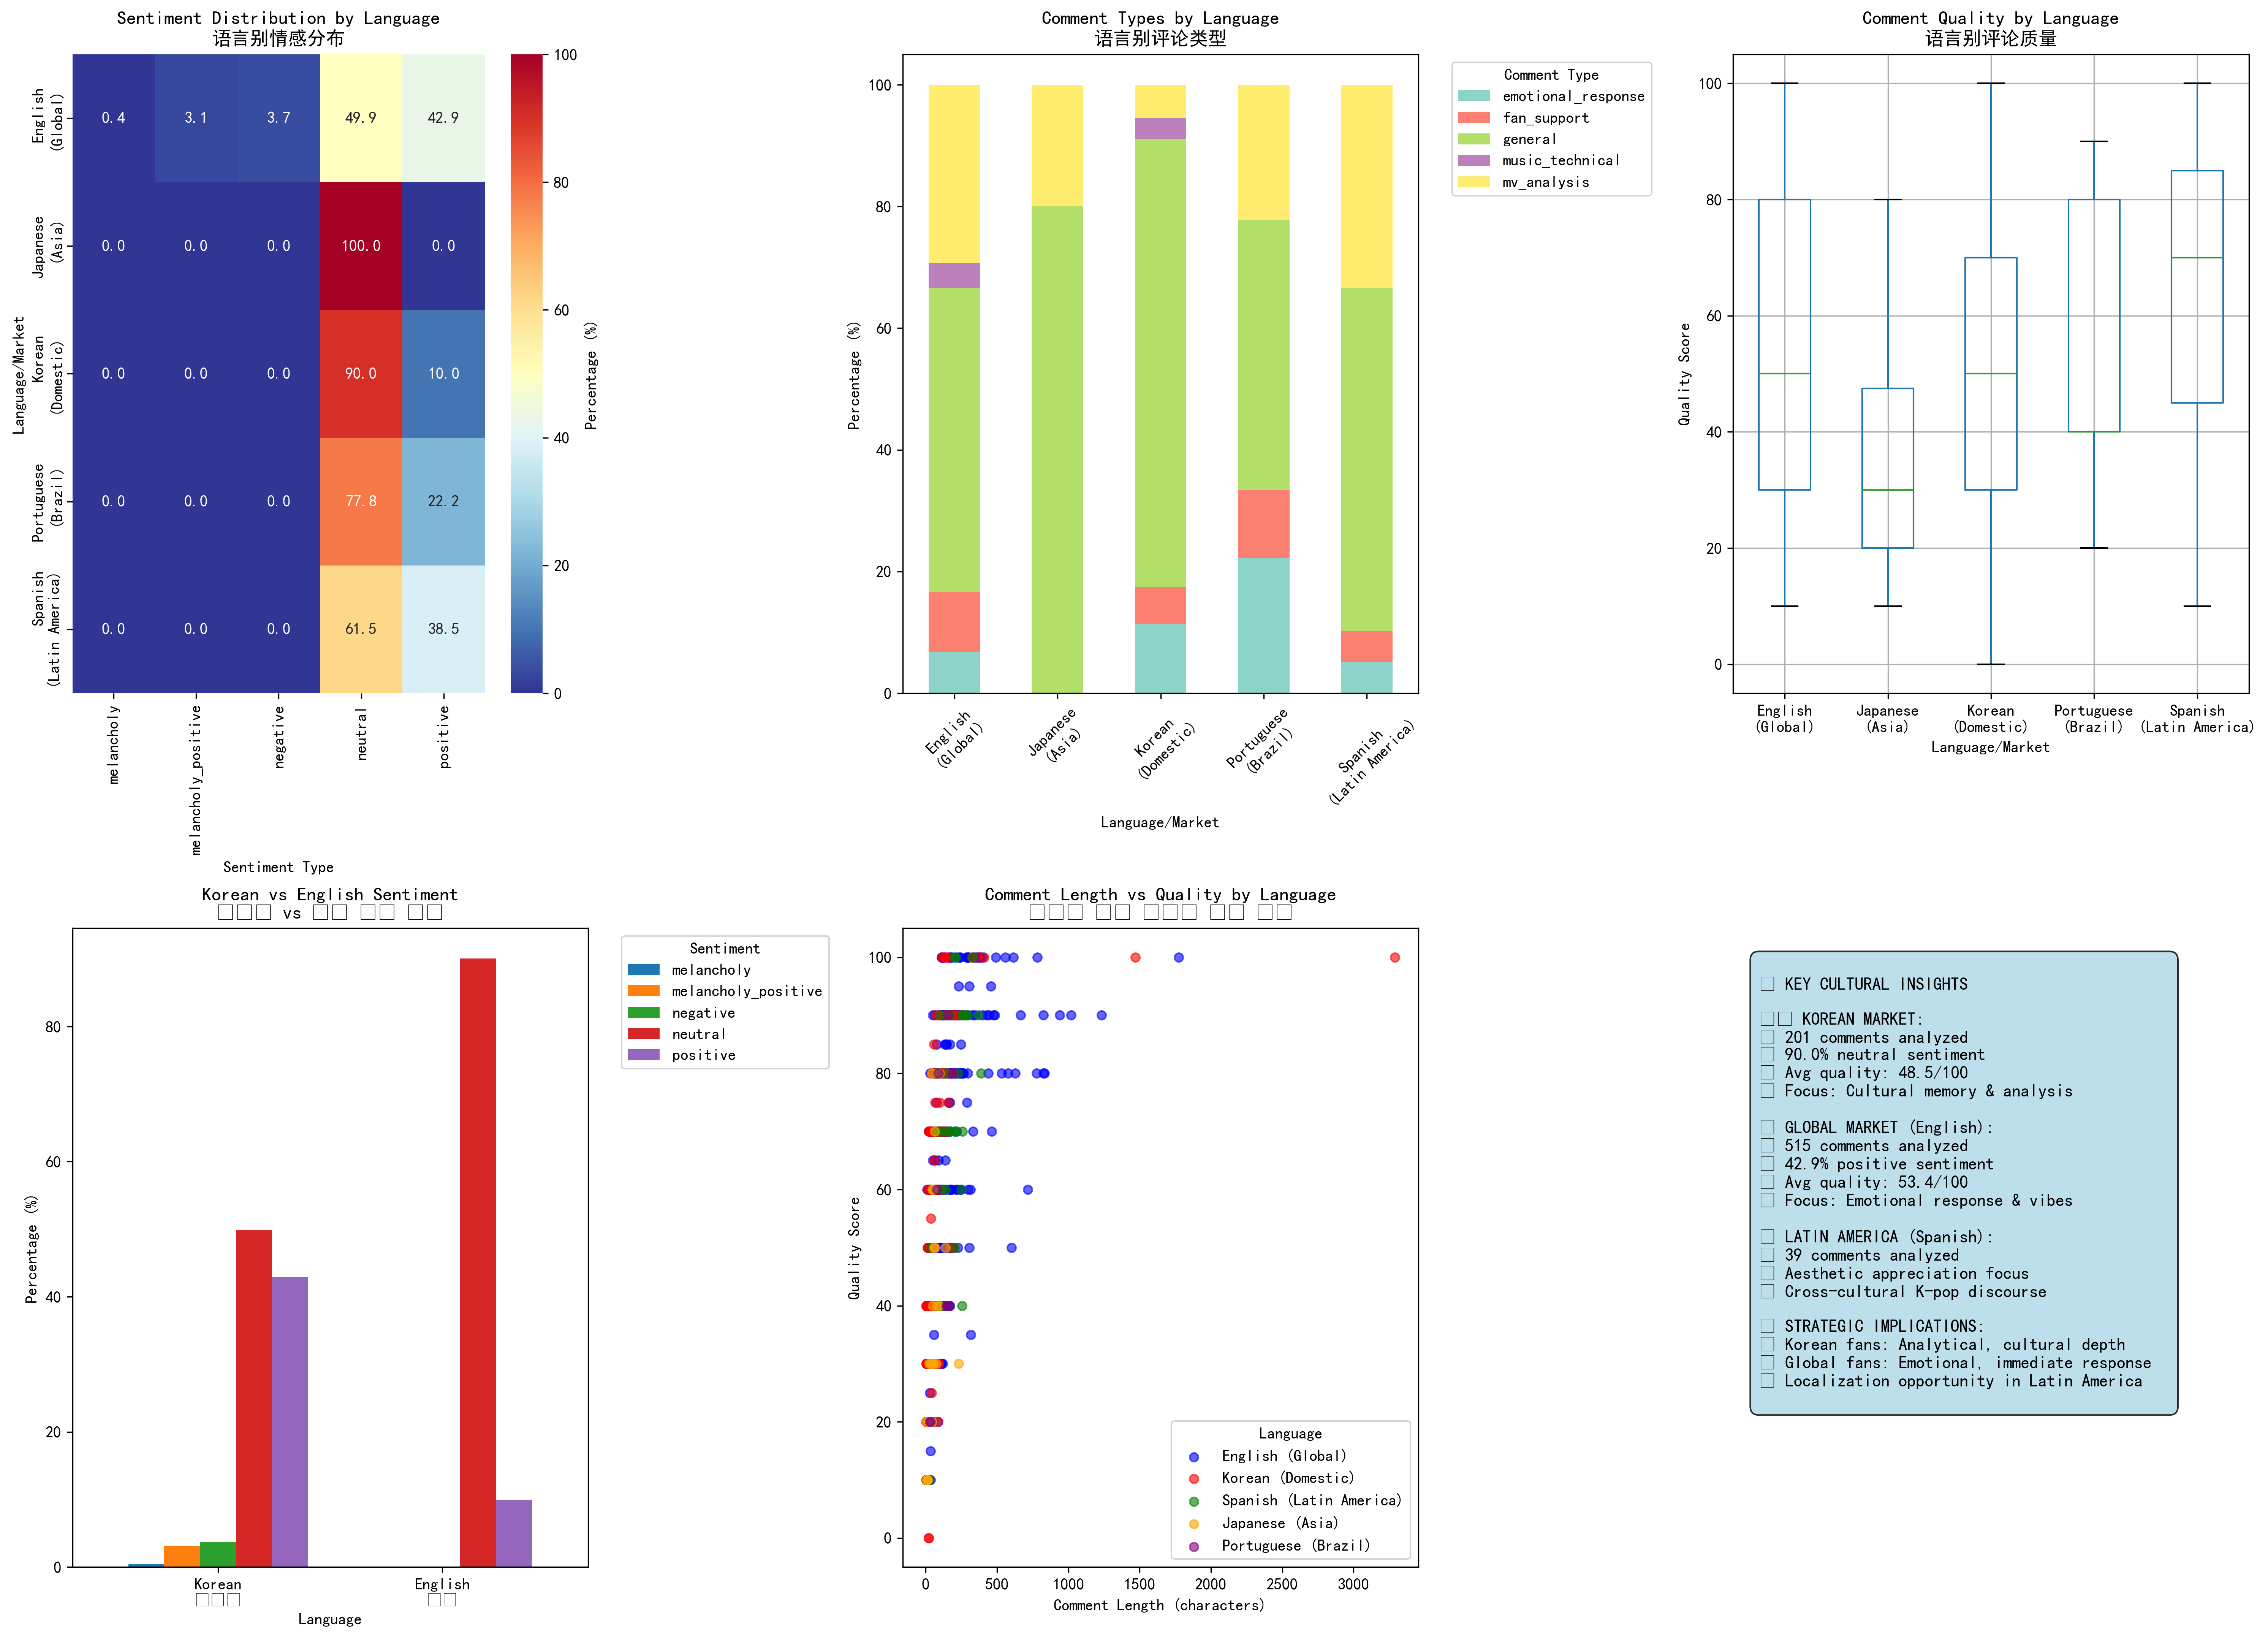 Sentiment Distribution by Language
语言别情感分布
English
(Global)
Japanese
(Asia)
Korean
(Domestic)
Portuguese
(Brazil)
Spanish
(Latin America)
Language/Market
0.4 3.1 3.7 49.9 42.9
0.0 0.0 0.0 100.0 0.0
0.0 0.0 0.0 90.0 10.0
0.0 0.0 0.0 77.8 22.2
0.0 0.0 0.0 61.5 38.5
melancholy
melancholy_positive
negative
neutral
positive
Sentiment Type
100
80
60
40
20
0
Percentage (%)
Comment Types by Language
语言别评论类型
100
80
60
40
20
0
Percentage (%)
English
(Global)
Japanese
(Asia)
Korean
(Domestic)
Portuguese
(Brazil)
Spanish
(Latin America)
Language/Market
Comment Type
emotional_response
fan_support
general
music_technical
mv_analysis
Comment Quality by Language
语言别评论质量
100
80
60
40
20
0
Quality Score
English
(Global)
Japanese
(Asia)
Korean
(Domestic)
Portuguese
(Brazil)
Spanish
(Latin America)
Language/Market
Korean vs English Sentiment
vs
80
60
40
20
0
Percentage (%)
Korean
English
Language
Sentiment
melancholy
melancholy_positive
negative
neutral
positive
Comment Length vs Quality by Language
100
80
60
40
20
0
Quality Score
0 500 1000 1500 2000 2500 3000
Comment Length (characters)
Language
English (Global)
Korean (Domestic)
Spanish (Latin America)
Japanese (Asia)
Portuguese (Brazil)
KEY CULTURAL INSIGHTS
KOREAN MARKET:
201 comments analyzed
90.0% neutral sentiment
Avg quality: 48.5/100
Focus: Cultural memory & analysis
GLOBAL MARKET (English):
515 comments analyzed
42.9% positive sentiment
Avg quality: 53.4/100
Focus: Emotional response & vibes
LATIN AMERICA (Spanish):
39 comments analyzed
Aesthetic appreciation focus
Cross-cultural K-pop discourse
STRATEGIC IMPLICATIONS:
Korean fans: Analytical, cultural depth
Global fans: Emotional, immediate response
Localization opportunity in Latin America